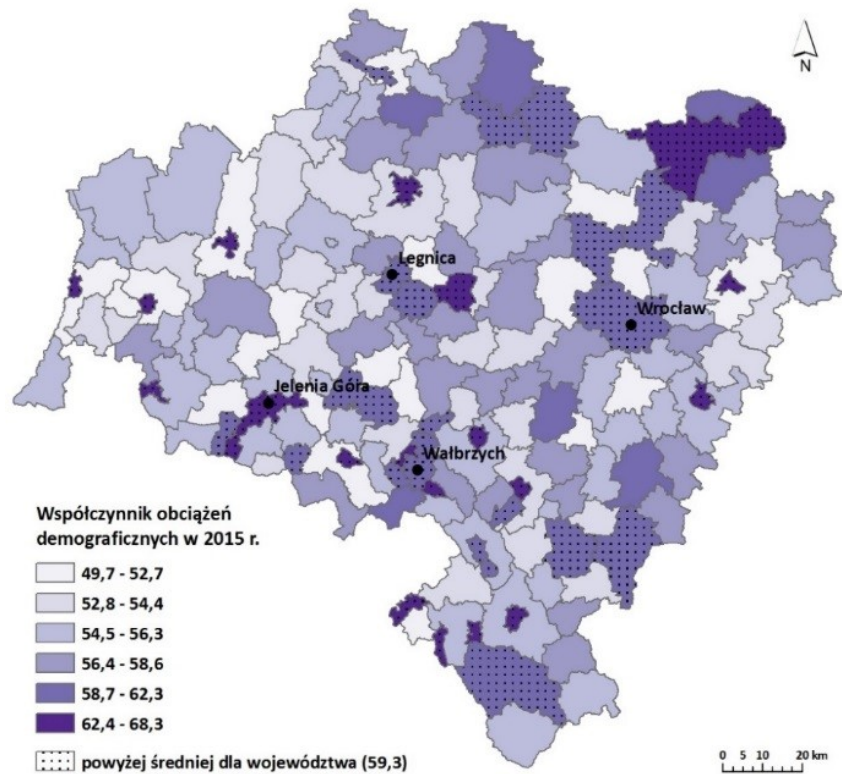 N
Legnica
Wrocław
Jelenia Góra
Wałbrzych
Współczynnik obciążeń
demograficznych w 2015 r.
49,7 - 52,7
52,8 - 54,4
54,5 - 56,3
56,4 - 58,6
58,7 - 62,3
62,4 - 68,3
powyżej średniej dla województwa (59,3)
0 5 10 20 km